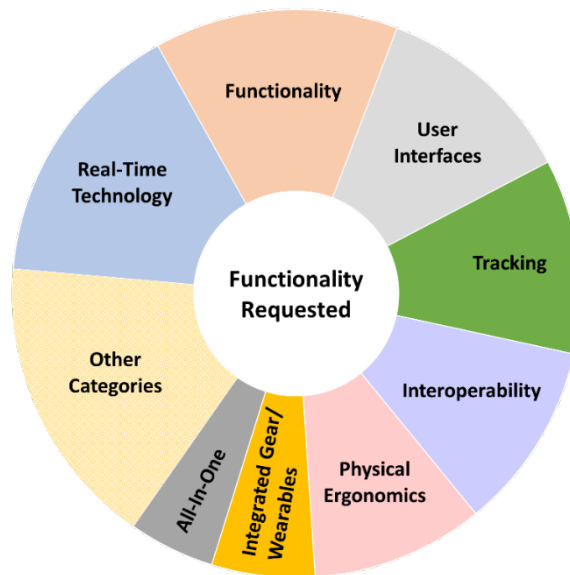 Functionality
User
Interfaces
Tracking
Interoperability
Physical
Ergonomics
Integrated Gear/
Wearables
All-In-One
Other
Categories
Real-Time
Technology
Functionality
Requested